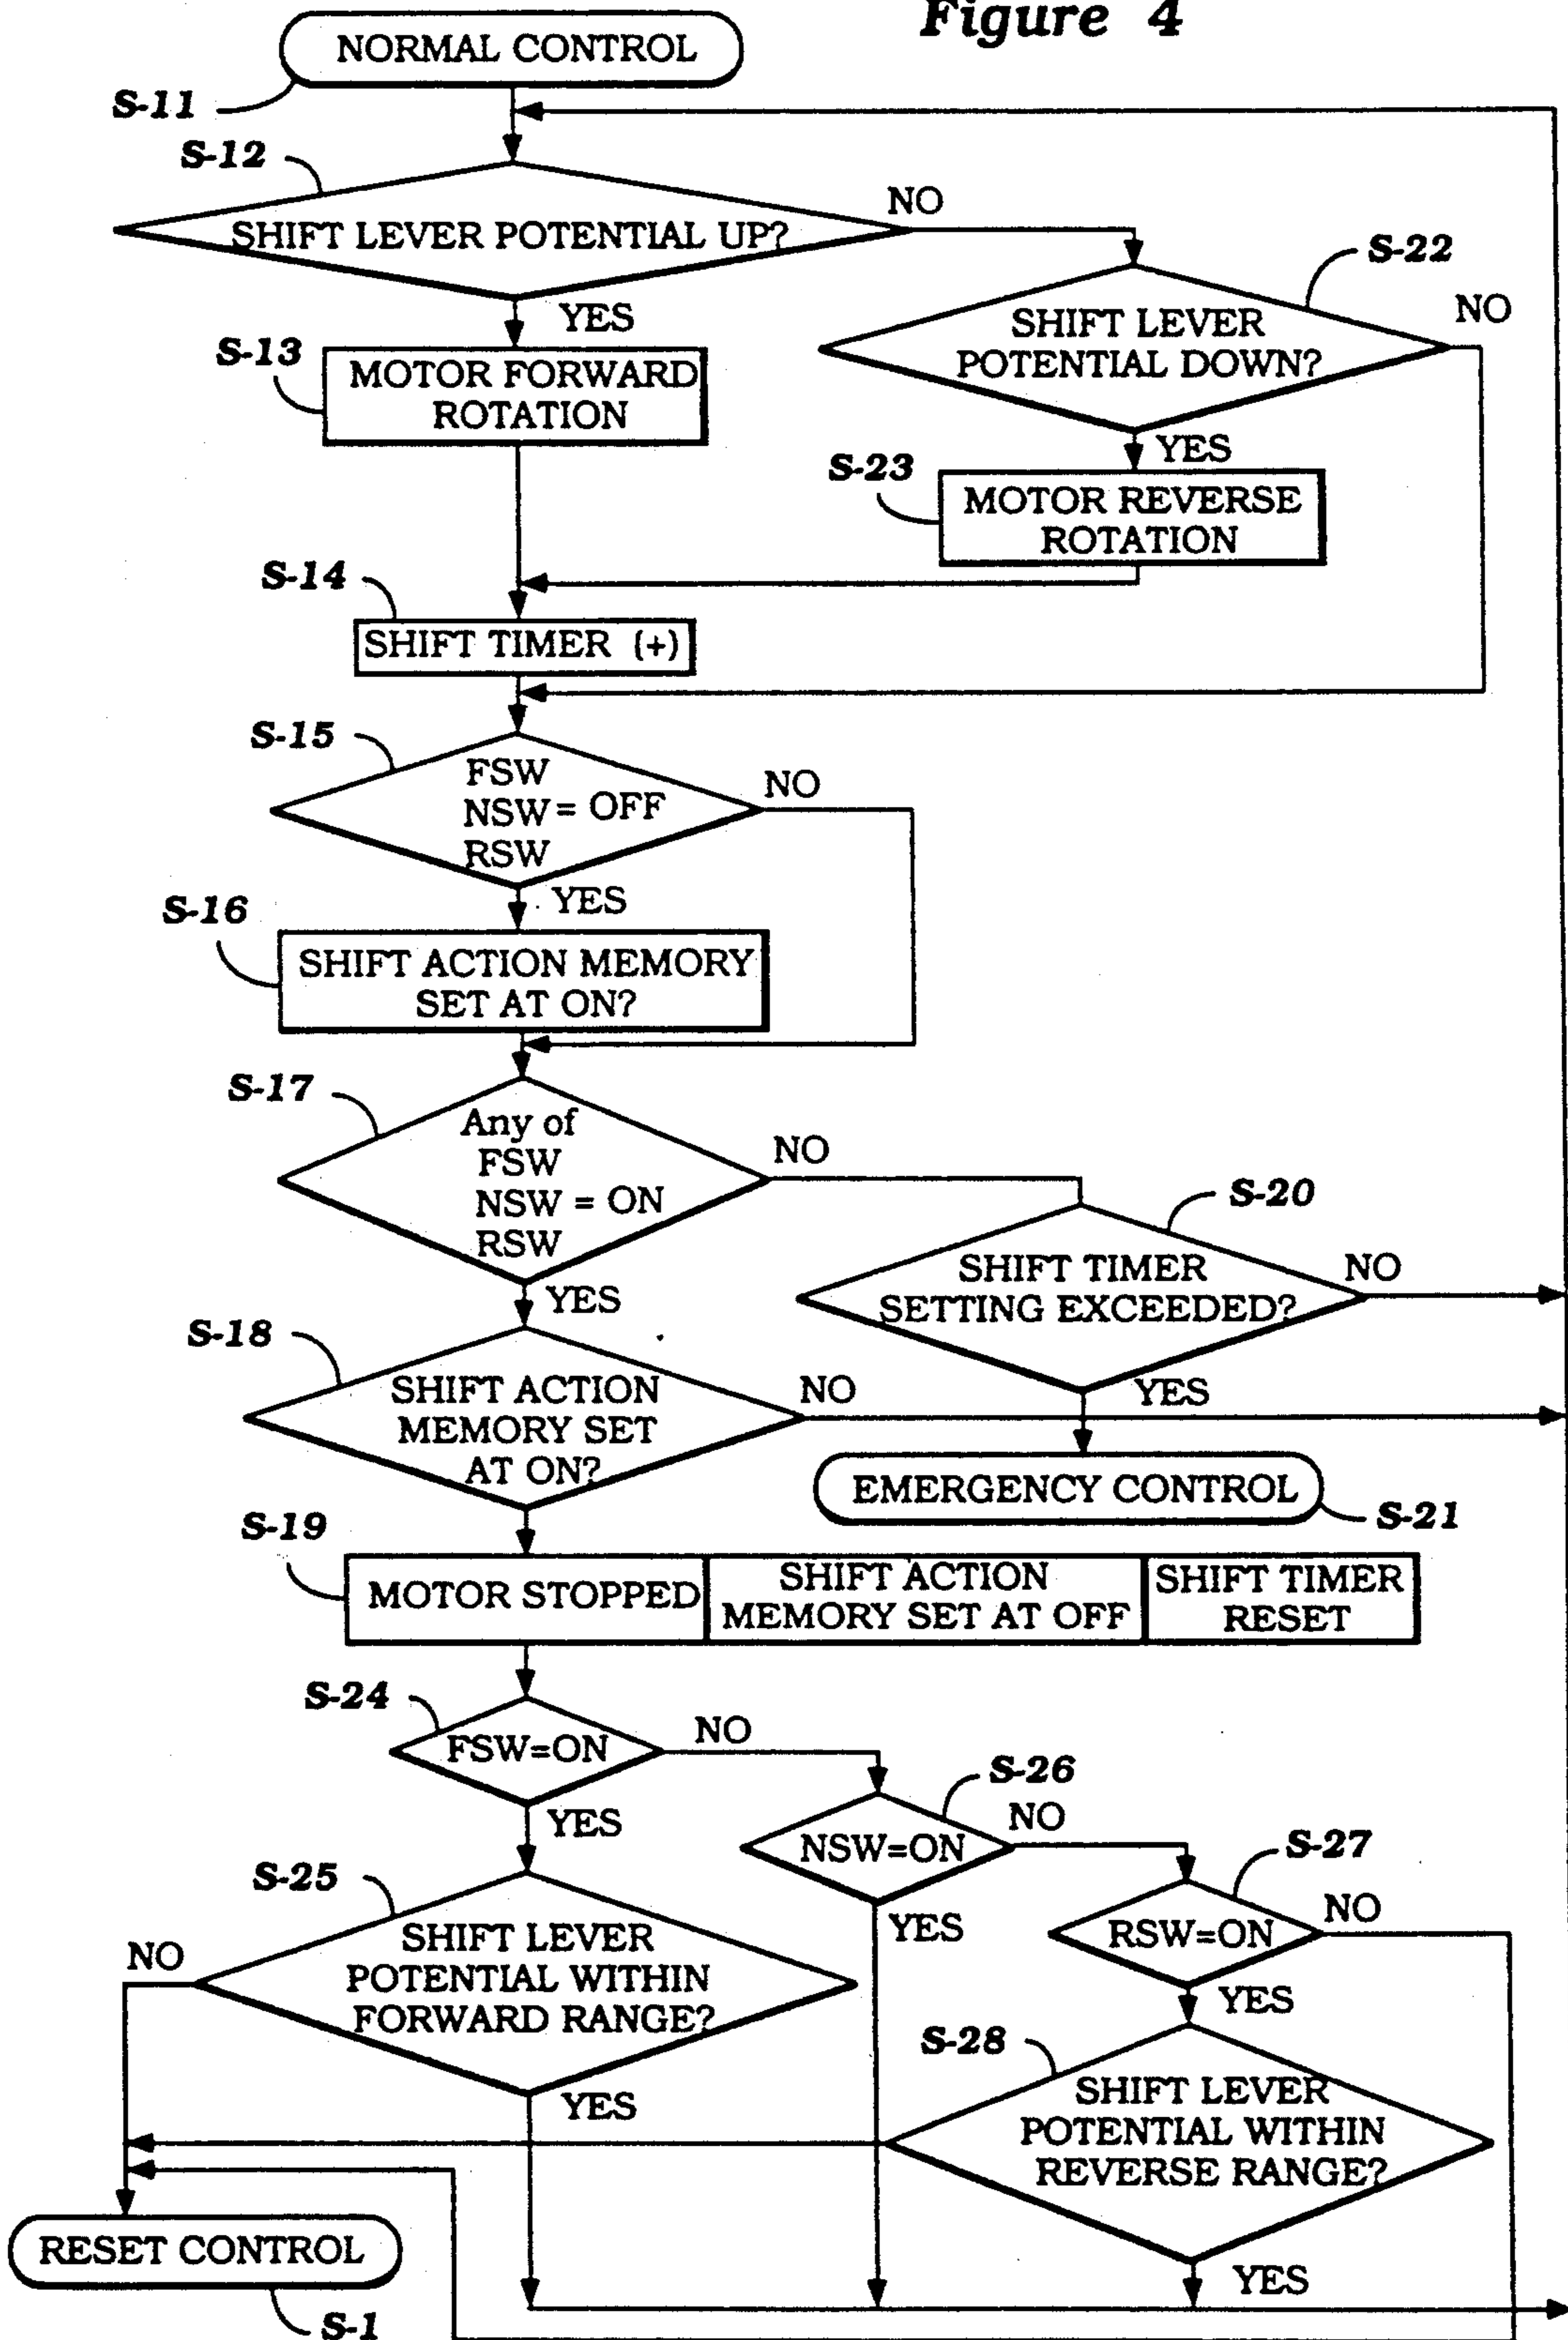 Figure 4
NORMAL CONTROL
S-11
S-12
SHIFT LEVER POTENTIAL UP?
NO
YES
S-22
SHIFT LEVER
POTENTIAL DOWN?
NO
YES
S-13
MOTOR FORWARD
ROTATION
S-23
MOTOR REVERSE
ROTATION
S-14
SHIFT TIMER (+)
S-15
FSW
NSW = OFF
RSW
NO
YES
S-16
SHIFT ACTION MEMORY
SET AT ON?
S-17
Any of
FSW
NSW = ON
RSW
NO
YES
S-20
SHIFT TIMER
SETTING EXCEEDED?
NO
YES
S-18
SHIFT ACTION
MEMORY SET
AT ON?
NO
EMERGENCY CONTROL
S-21
S-19
MOTOR STOPPED
SHIFT ACTION
MEMORY SET AT OFF
SHIFT TIMER
RESET
S-24
FSW=ON
NO
YES
S-26
NSW=ON
NO
YES
S-27
RSW=ON
NO
YES
S-25
SHIFT LEVER
POTENTIAL WITHIN
FORWARD RANGE?
NO
YES
S-28
SHIFT LEVER
POTENTIAL WITHIN
REVERSE RANGE?
YES
RESET CONTROL
S-1